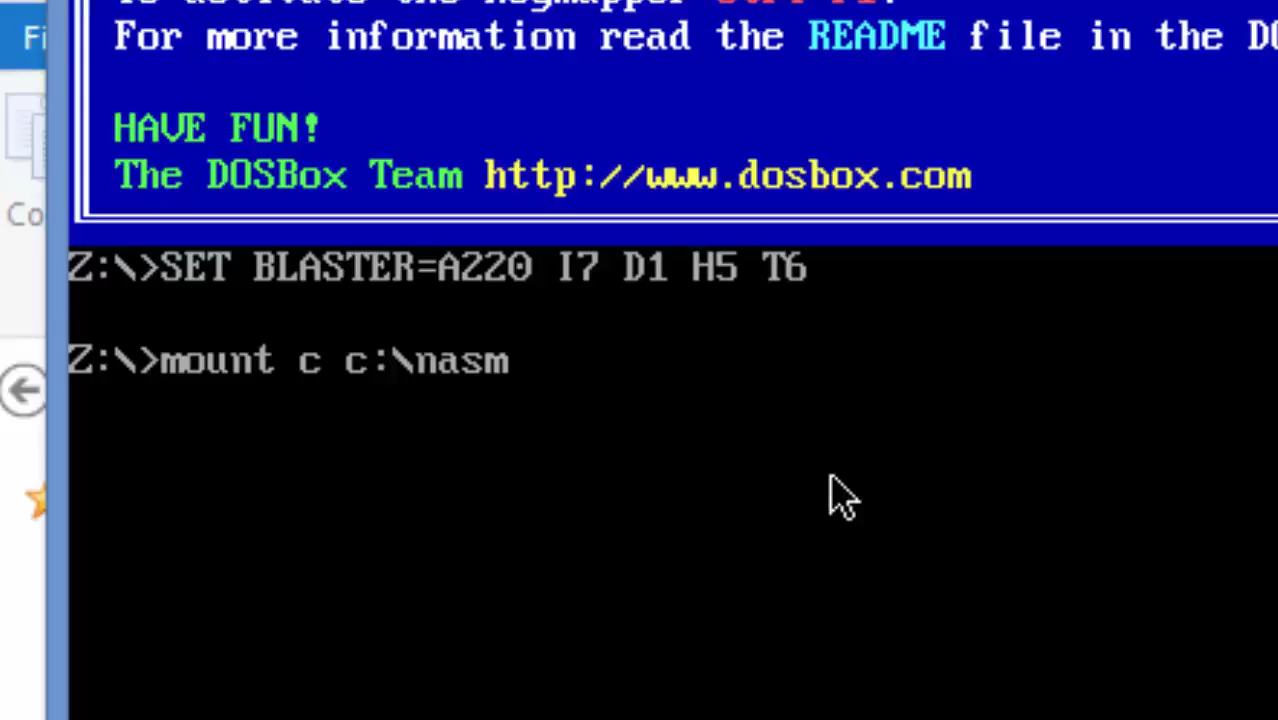 For more information read the README file in the
HAVE FUN!
The DOSBox Team http://www.dosbox.com
Z:\>SET BLASTER=A220 I7 D1 H5 T6
Z:\>mount c c:\nasm